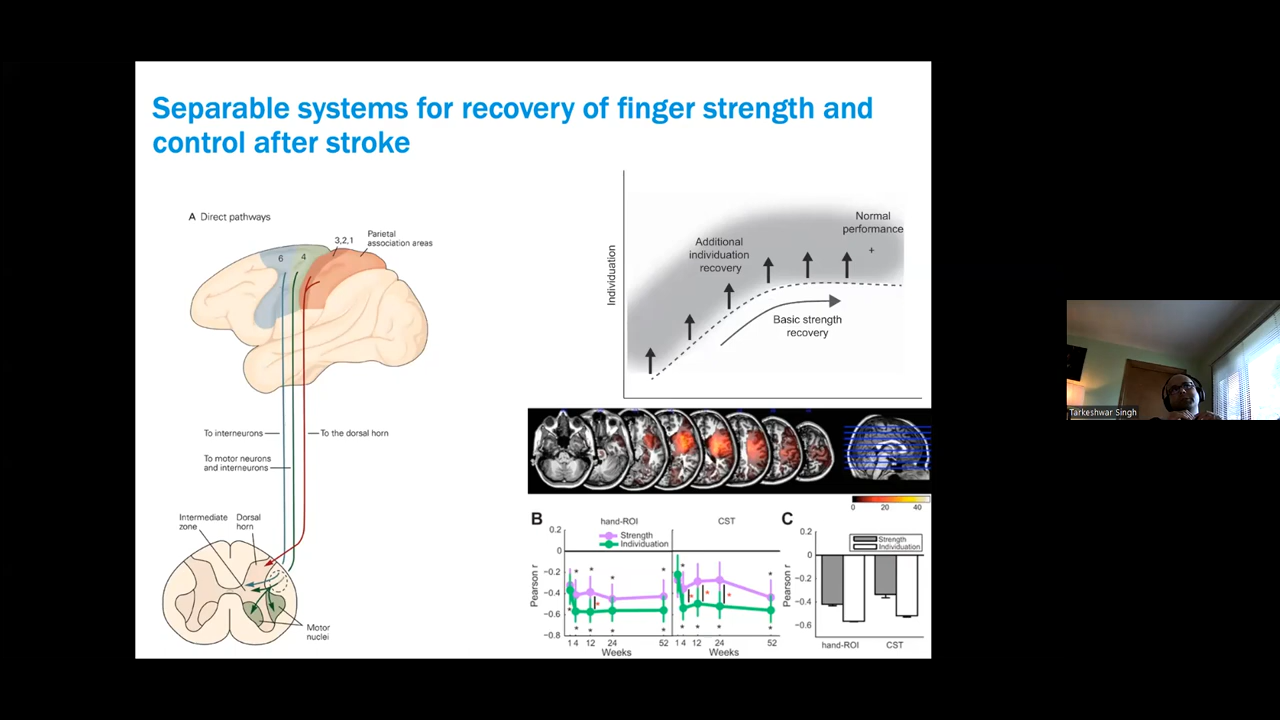 Separable systems for recovery of finger strength and
control after stroke
A Direct pathways
6
4
3,2,1
Parietal
association areas
To interneurons
To the dorsal horn
To motor neurons
and interneurons
Intermediate
zone
Dorsal
horn
Motor
nuclei
Individuation
Additional
individuation
recovery
Normal
performance
+
Basic strength
recovery
0 20 40
B
hand-ROI
CST
Strength
Individuation
Pearson r
0.2
0
−0.2
−0.4
−0.6
−0.8
1 4 12 24 52
1 4 12 24 52
Weeks
Weeks
C
Strength
Individuation
Pearson r
0.2
0
−0.2
−0.4
−0.6
hand-ROI
CST
Tarkeshwar Singh